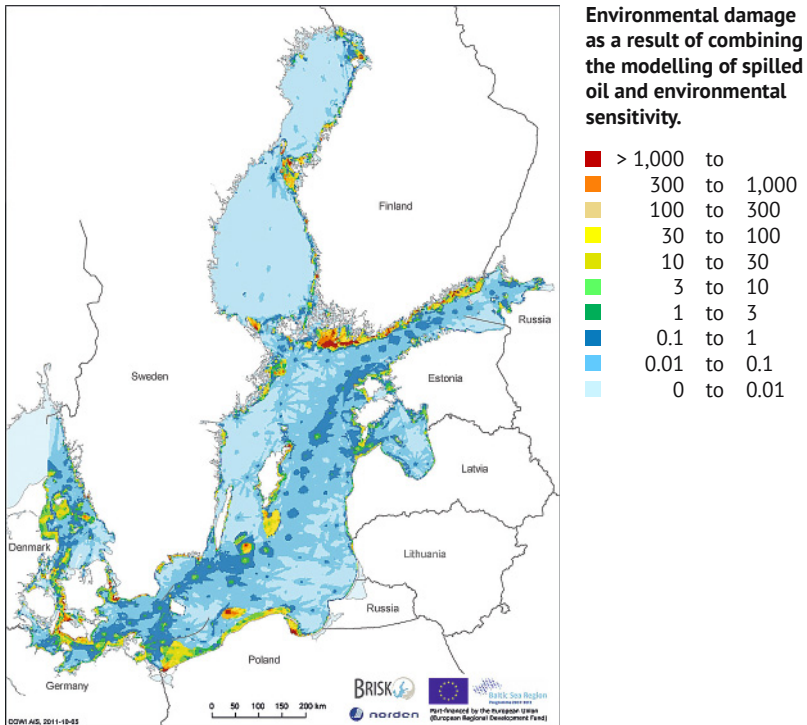 Environmental damage
as a result of combining
the modelling of spilled
oil and environmental
sensitivity.
> 1,000 to
300 to 1,000
100 to 300
30 to 100
10 to 30
3 to 10
1 to 3
0.1 to 1
0.01 to 0.1
0 to 0.01
Finland
Russia
Sweden
Estonia
Latvia
Denmark
Lithuania
Russia
Poland
Germany
BRISK
Baltic Sea Region
norden
Part-financed by the European Union
(European Regional Development Fund)
0 50 100 150 200 km
COWI A/S, 2011-10-05